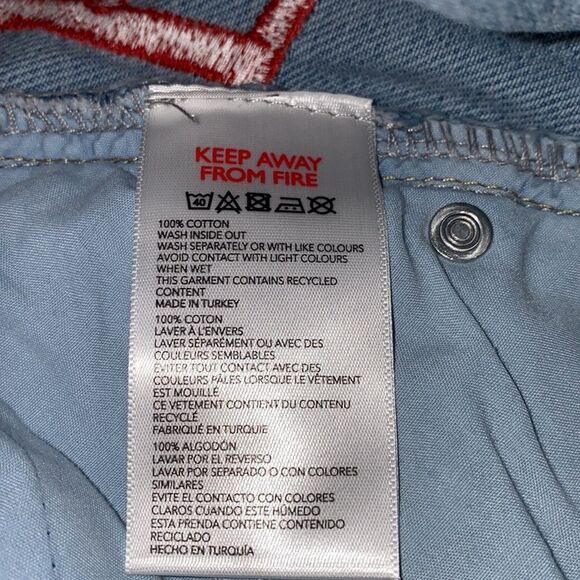 KEEP AWAY
FROM FIRE
40
100% COTTON
WASH INSIDE OUT
WASH SEPARATELY OR WITH LIKE COLOURS
AVOID CONTACT WITH LIGHT COLOURS
WHEN WET
THIS GARMENT CONTAINS RECYCLED
CONTENT
MADE IN TURKEY
100% COTON
LAVER À L'ENVERS
LAVER SÉPARÉMENT OU AVEC DES
COULEURS SEMBLABLES
EVITER TOUT CONTACT AVEC DES
COULEURS PÂLES LORSQUE LE VÊTEMENT
EST MOUILLÉ
CE VETEMENT CONTIENT DU CONTENU
RECYCLÉ
FABRIQUÉ EN TURQUIE
100% ALGODÓN
LAVAR POR EL REVERSO
LAVAR POR SEPARADO O CON COLORES
SIMILARES
EVITE EL CONTACTO CON COLORES
CLAROS CUANDO ESTE HÚMEDO
ESTA PRENDA CONTIENE CONTENIDO
RECICLADO
HECHO EN TURQUÍA